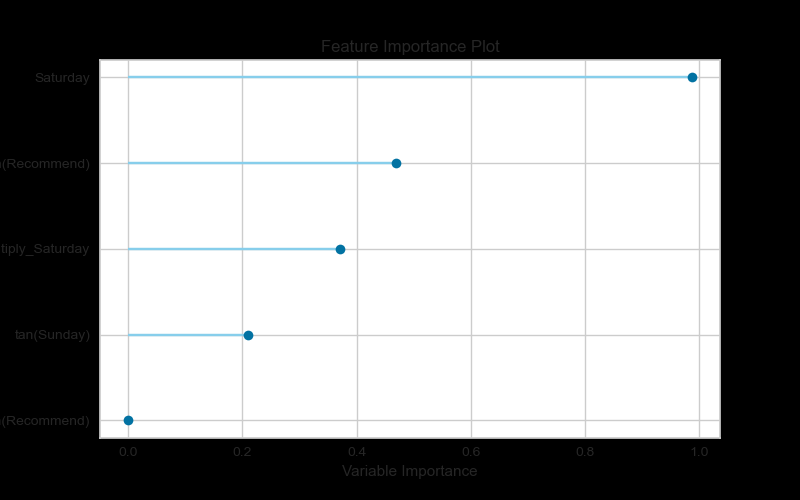 Feature Importance Plot
Saturday
(Recommend)
tiply_Saturday
tan(Sunday)
(Recommend)
0.0 0.2 0.4 0.6 0.8 1.0
Variable Importance